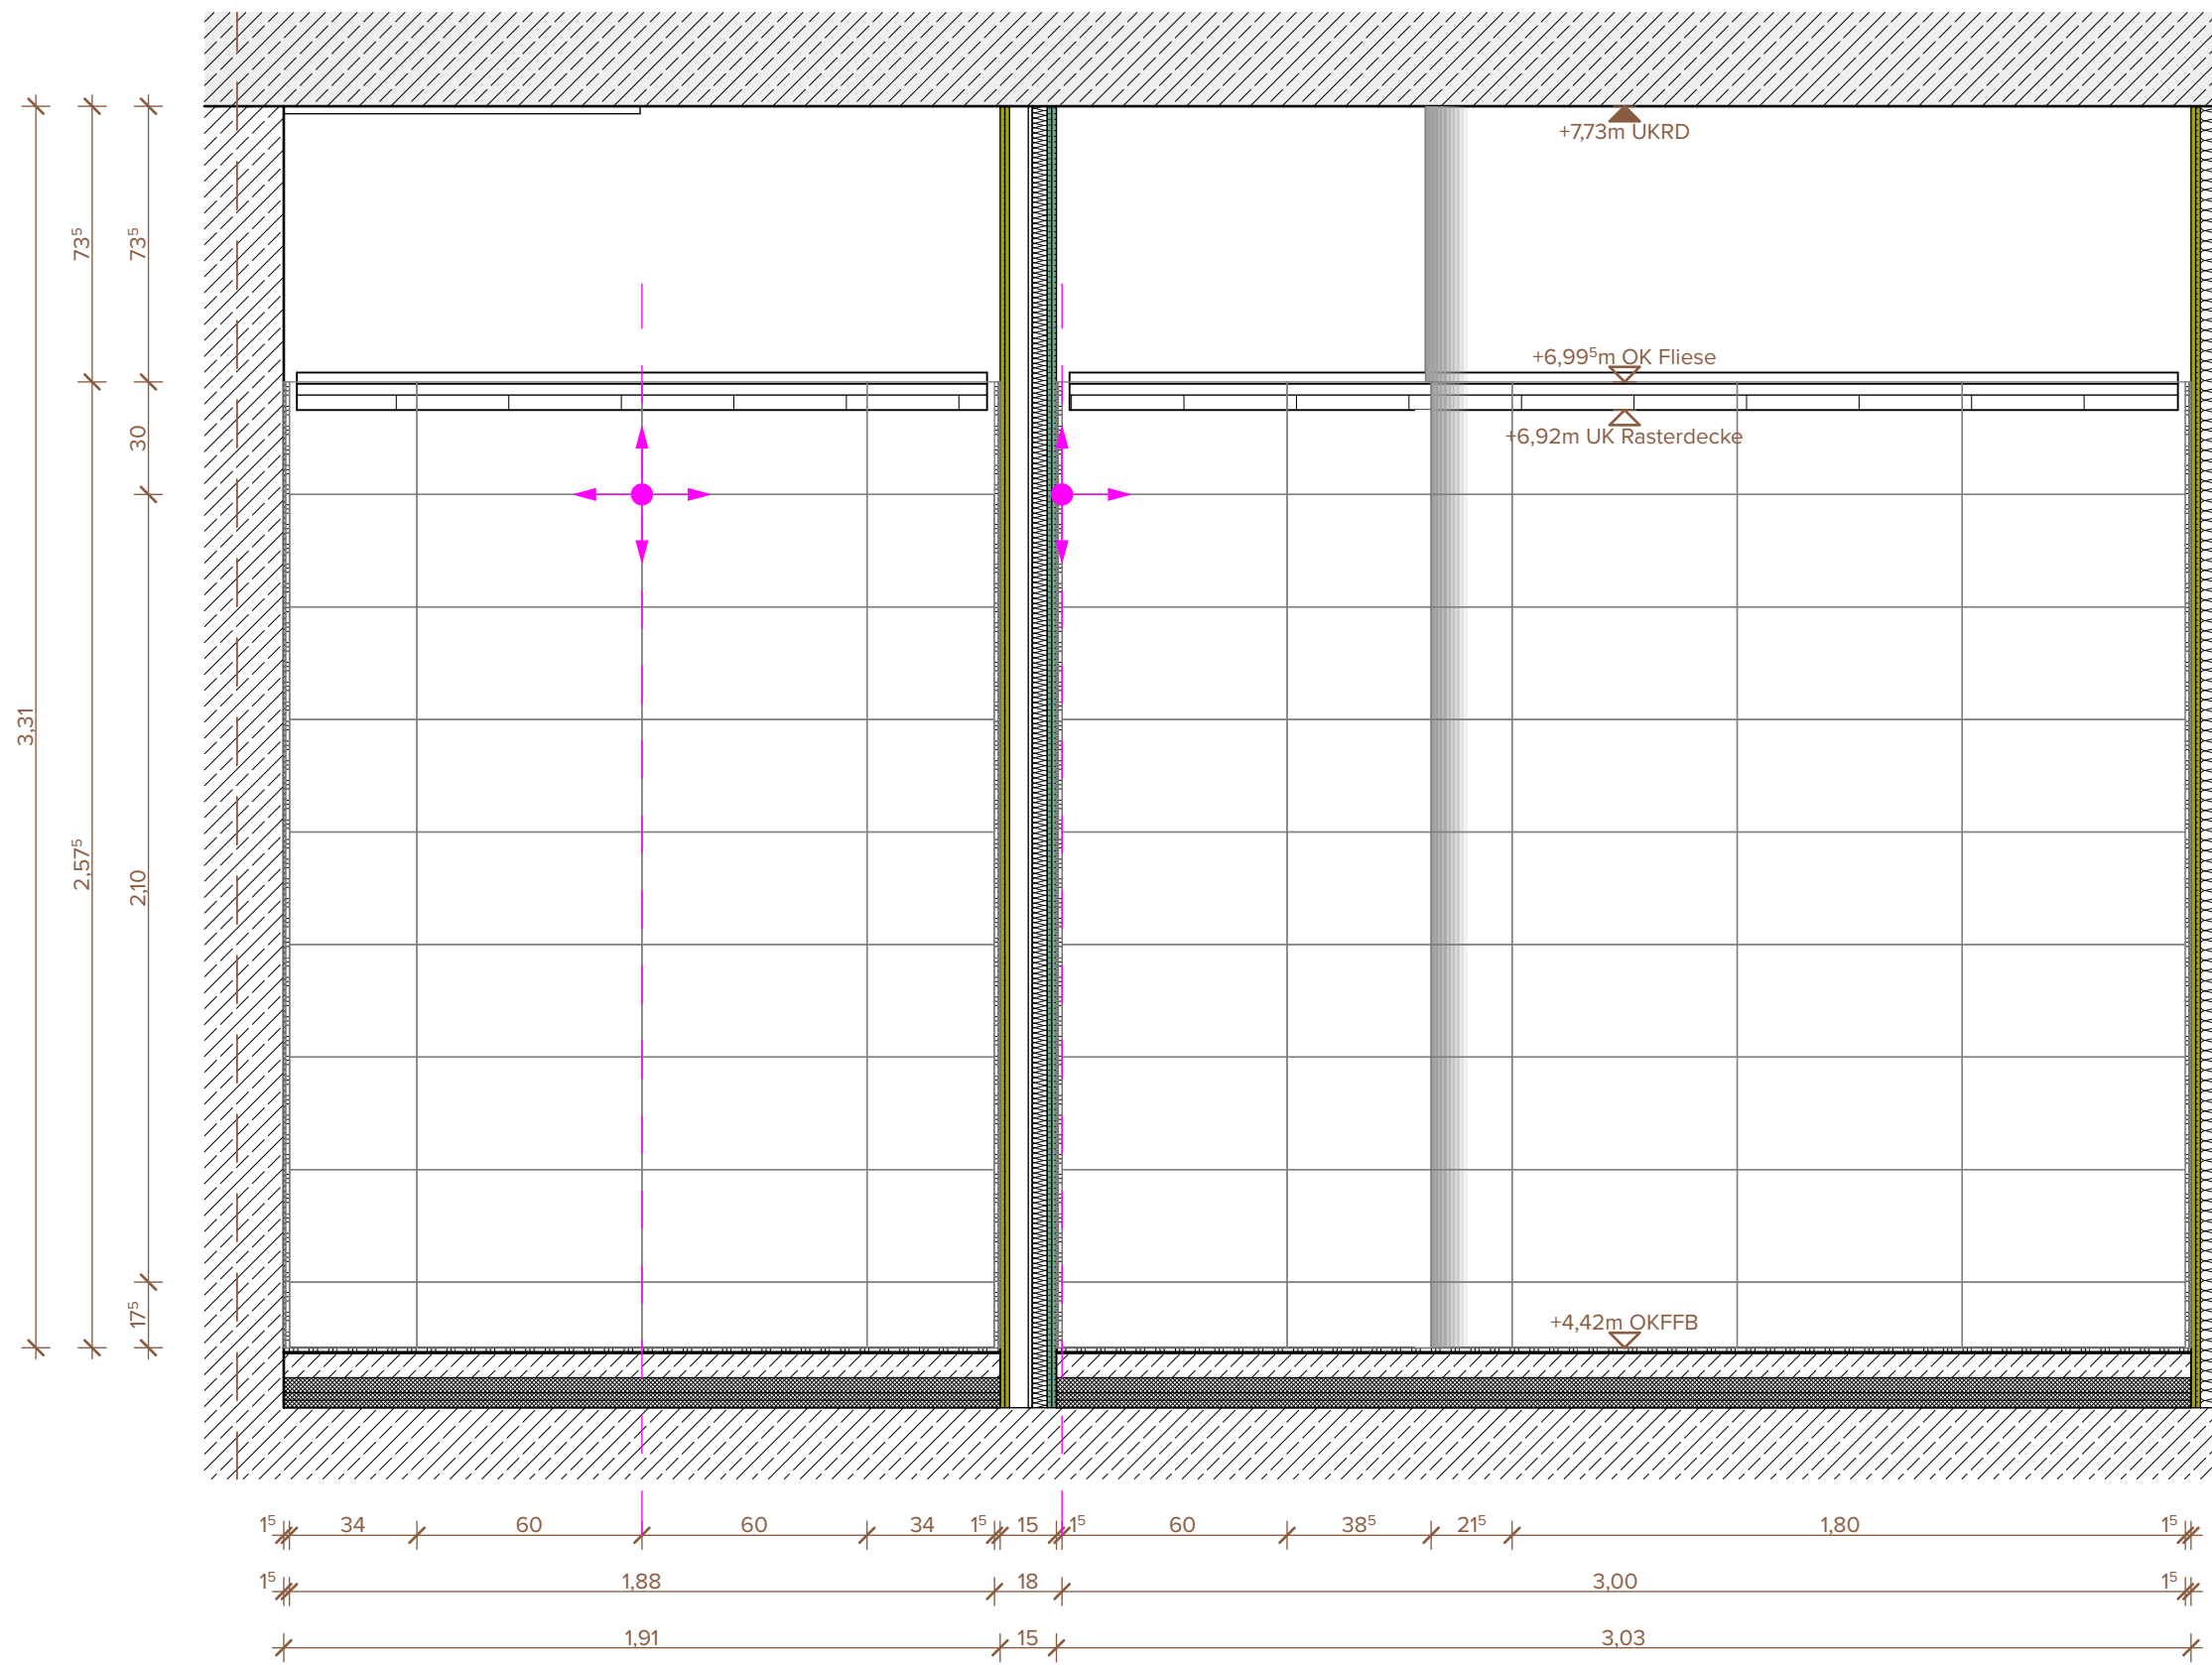 +7,73m UKRD
73⁵
73⁵
+6,99⁵m OK Fliese
+6,92m UK Rasterdecke
30
3,31
2,57⁵
2,10
17⁵
+4,42m OKFFB
1⁵ 34 60 60 34 1⁵ 15 1⁵ 60 38⁵ 21⁵ 1,80 1⁵
1⁵ 1,88 18 3,00 1⁵
1,91 15 3,03